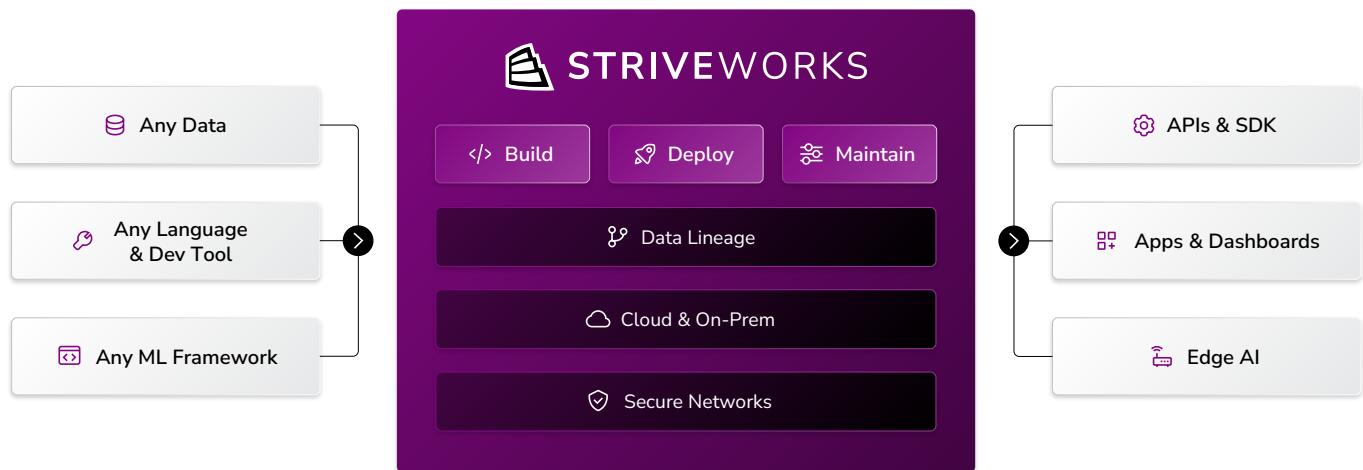 Any Data
Any Language
& Dev Tool
Any ML Framework
STRIVEWORKS
Build
Deploy
Maintain
Data Lineage
Cloud & On-Prem
Secure Networks
APIs & SDK
Apps & Dashboards
Edge AI